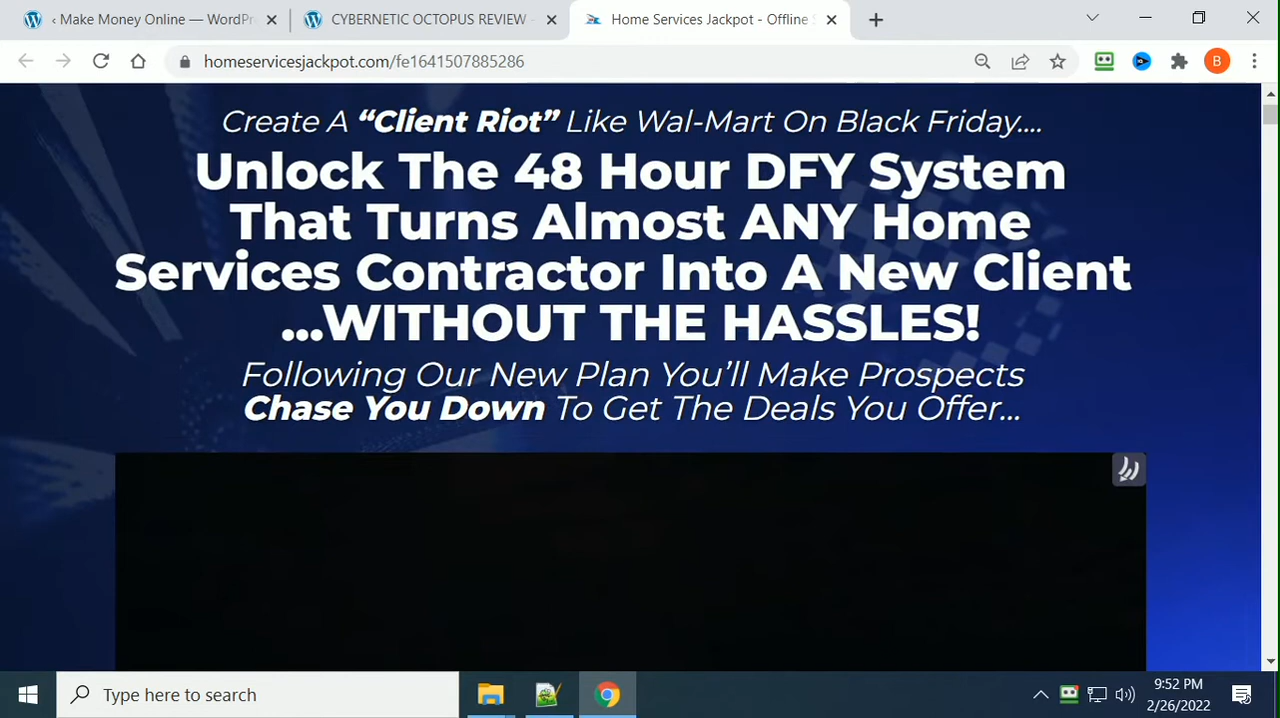 ‹ Make Money Online — WordPr
CYBERNETIC OCTOPUS REVIEW -
Home Services Jackpot - Offline S
homeservicesjackpot.com/fe1641507885286
B
Create A “Client Riot” Like Wal-Mart On Black Friday....
Unlock The 48 Hour DFY System
That Turns Almost ANY Home
Services Contractor Into A New Client
...WITHOUT THE HASSLES!
Following Our New Plan You’ll Make Prospects
Chase You Down To Get The Deals You Offer...
Type here to search
9:52 PM
2/26/2022